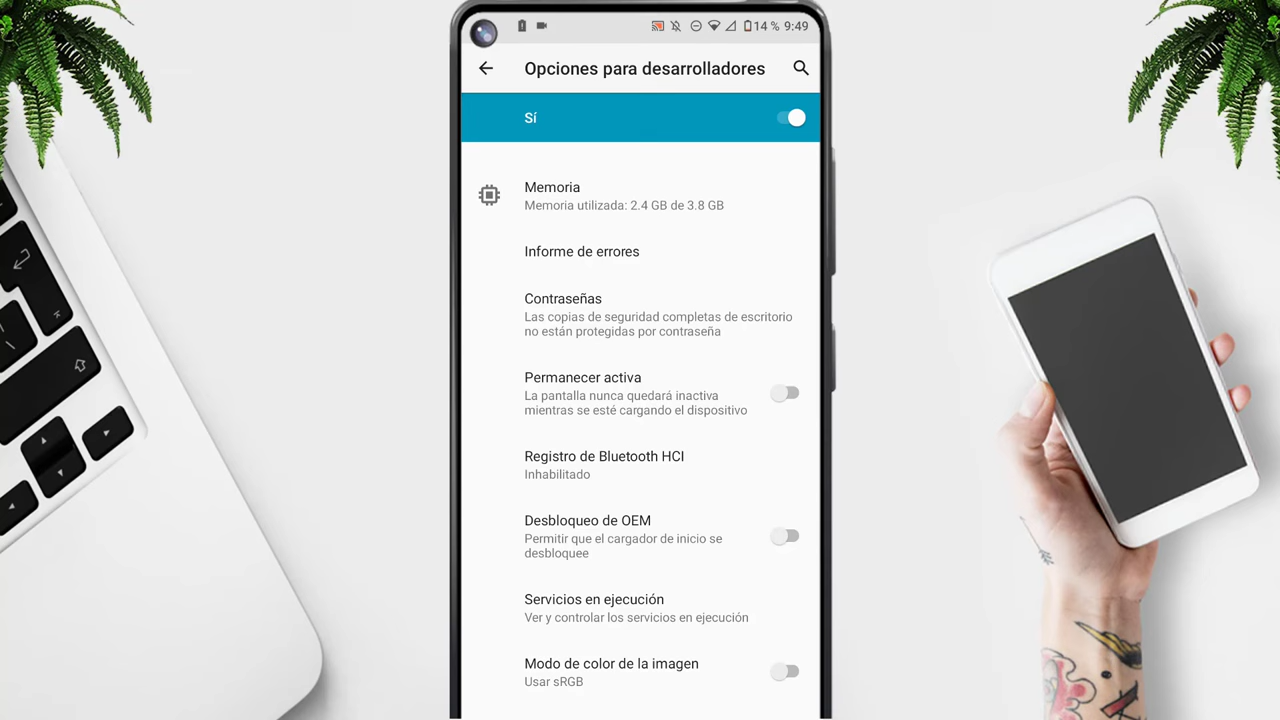 14 % 9:49
Opciones para desarrolladores
Sí
Memoria
Memoria utilizada: 2.4 GB de 3.8 GB
Informe de errores
Contraseñas
Las copias de seguridad completas de escritorio
no están protegidas por contraseña
Permanecer activa
La pantalla nunca quedará inactiva
mientras se esté cargando el dispositivo
Registro de Bluetooth HCI
Inhabilitado
Desbloqueo de OEM
Permitir que el cargador de inicio se
desbloquee
Servicios en ejecución
Ver y controlar los servicios en ejecución
Modo de color de la imagen
Usar sRGB